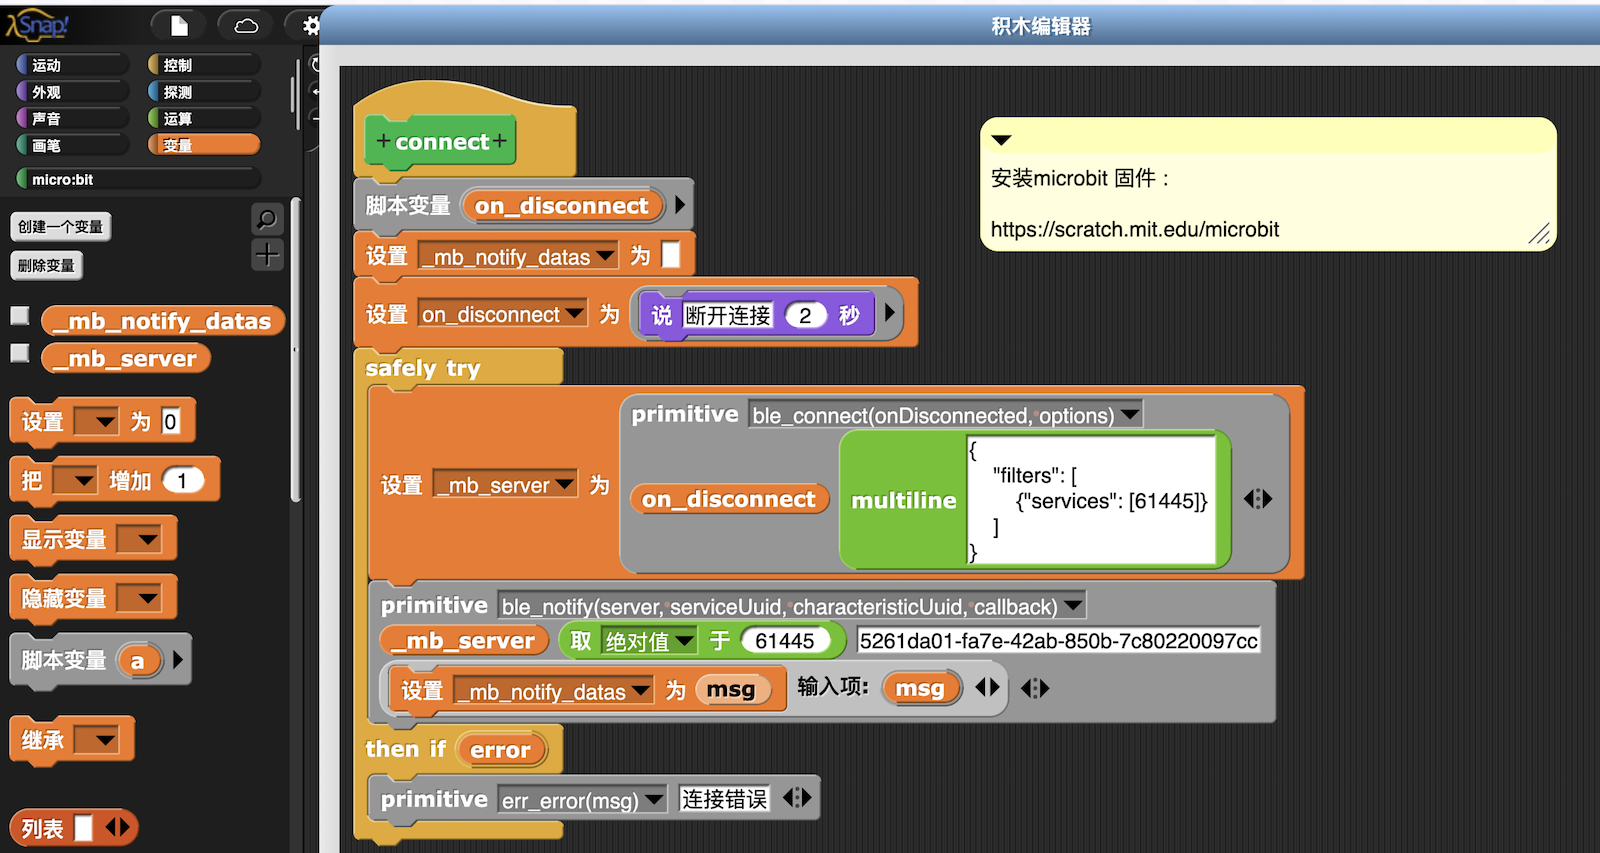 λSnap!
积木编辑器
运动
控制
外观
探测
声音
运算
画笔
变量
micro:bit
创建一个变量
删除变量
_mb_notify_datas
_mb_server
设置 为 0
把 增加 1
显示变量
隐藏变量
脚本变量 a
继承
列表
+ connect +
脚本变量 on_disconnect
设置 _mb_notify_datas 为
设置 on_disconnect 为 说 断开连接 2 秒
safely try
设置 _mb_server 为
primitive ble_connect(onDisconnected, options)
on_disconnect multiline
{
"filters": [
{"services": [61445]}
]
}
primitive ble_notify(server, serviceUuid, characteristicUuid, callback)
_mb_server 取 绝对值 于 61445 5261da01-fa7e-42ab-850b-7c80220097cc
设置 _mb_notify_datas 为 msg 输入项: msg
then if error
primitive err_error(msg) 连接错误
安装microbit 固件：
https://scratch.mit.edu/microbit